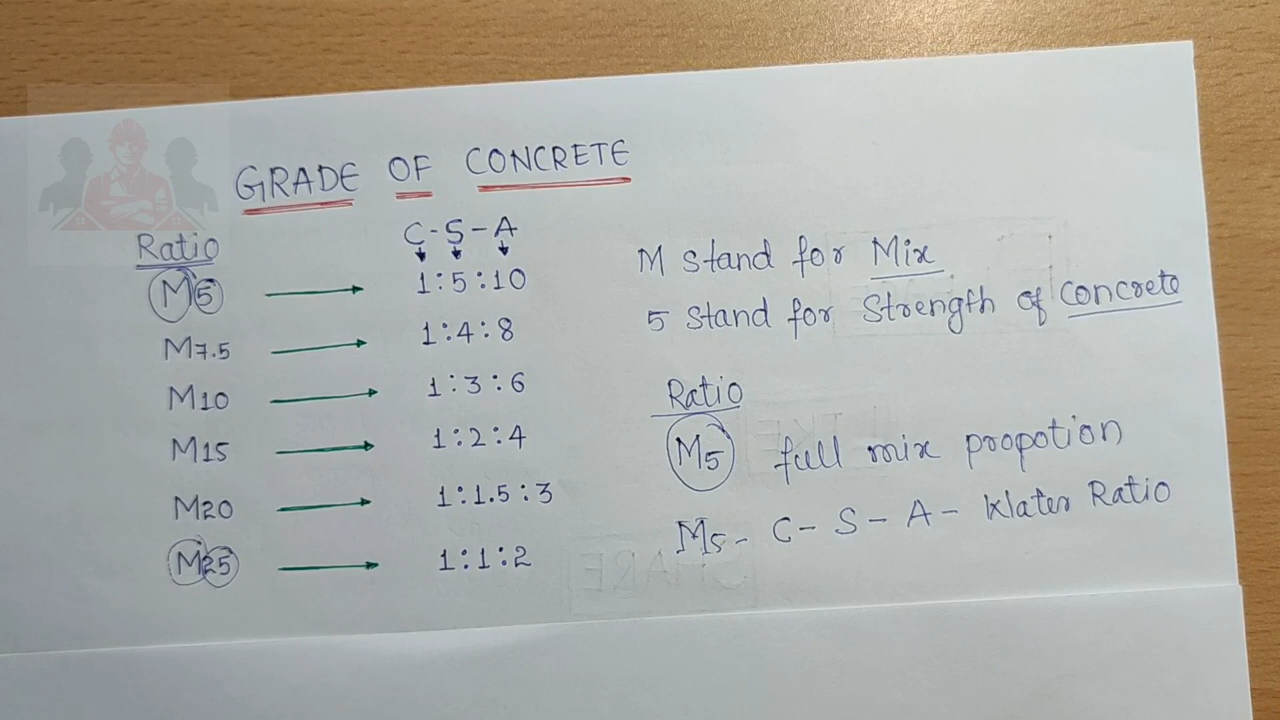 GRADE OF CONCRETE
Ratio
C-S-A
M5 → 1:5:10
M7.5 → 1:4:8
M10 → 1:3:6
M15 → 1:2:4
M20 → 1:1.5:3
M25 → 1:1:2
M stand for Mix
5 stand for Strength of Concrete
Ratio
M5 full mix propotion
M5- C- S- A- Water Ratio
SHARE